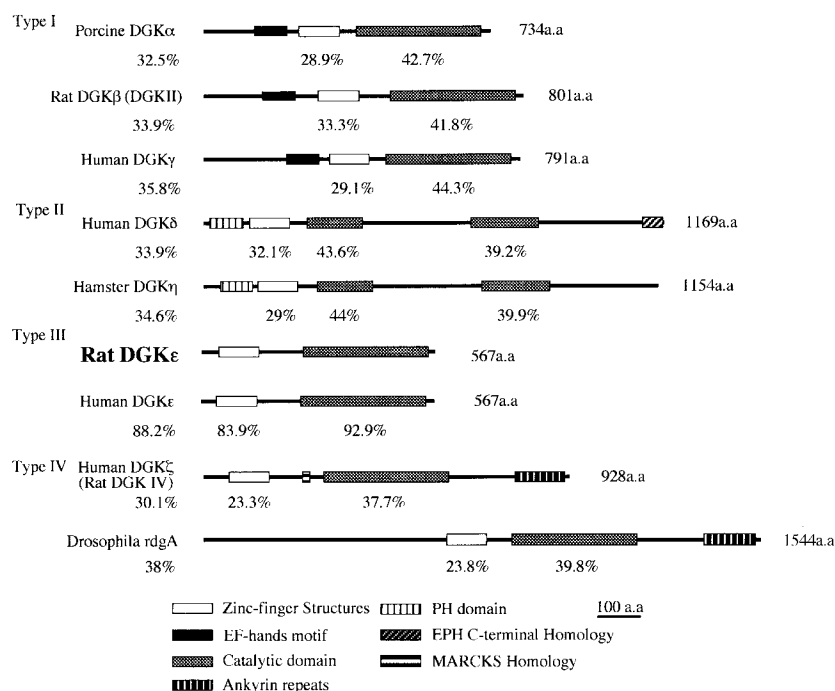 Type I
Porcine DGKα 734a.a
32.5% 28.9% 42.7%
Rat DGKβ (DGKII) 801a.a
33.9% 33.3% 41.8%
Human DGKγ 791a.a
35.8% 29.1% 44.3%
Type II
Human DGKδ 1169a.a
33.9% 32.1% 43.6% 39.2%
Hamster DGKη 1154a.a
34.6% 29% 44% 39.9%
Type III
Rat DGKε 567a.a
Human DGKε 567a.a
88.2% 83.9% 92.9%
Type IV
Human DGKζ 928a.a
(Rat DGK IV)
30.1% 23.3% 37.7%
Drosophila rdgA 1544a.a
38% 23.8% 39.8%
Zinc-finger Structures PH domain 100 a.a
EF-hands motif EPH C-terminal Homology
Catalytic domain MARCKS Homology
Ankyrin repeats